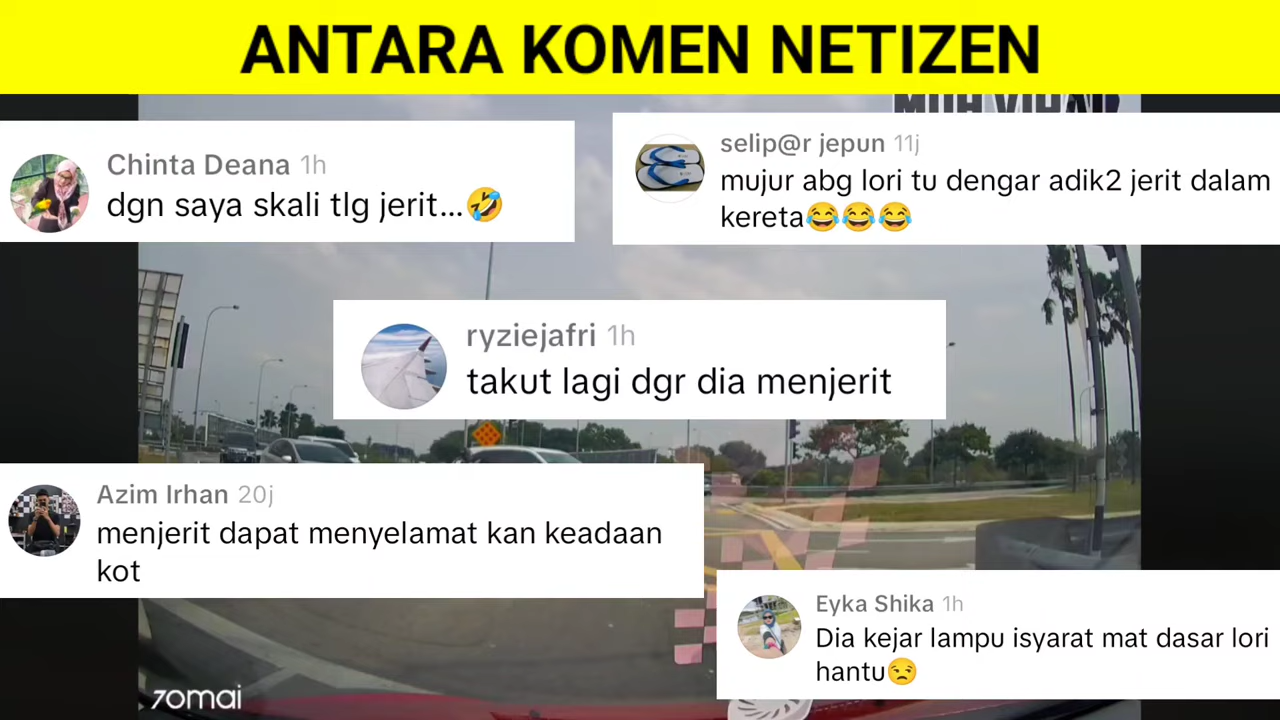 ANTARA KOMEN NETIZEN
Chinta Deana 1h
dgn saya skali tlg jerit...🤣
selip@r jepun 11j
mujur abg lori tu dengar adik2 jerit dalam
kereta😂😂😂
ryziejafri 1h
takut lagi dgr dia menjerit
Azim Irhan 20j
menjerit dapat menyelamat kan keadaan
kot
Eyka Shika 1h
Dia kejar lampu isyarat mat dasar lori
hantu😒
70mai